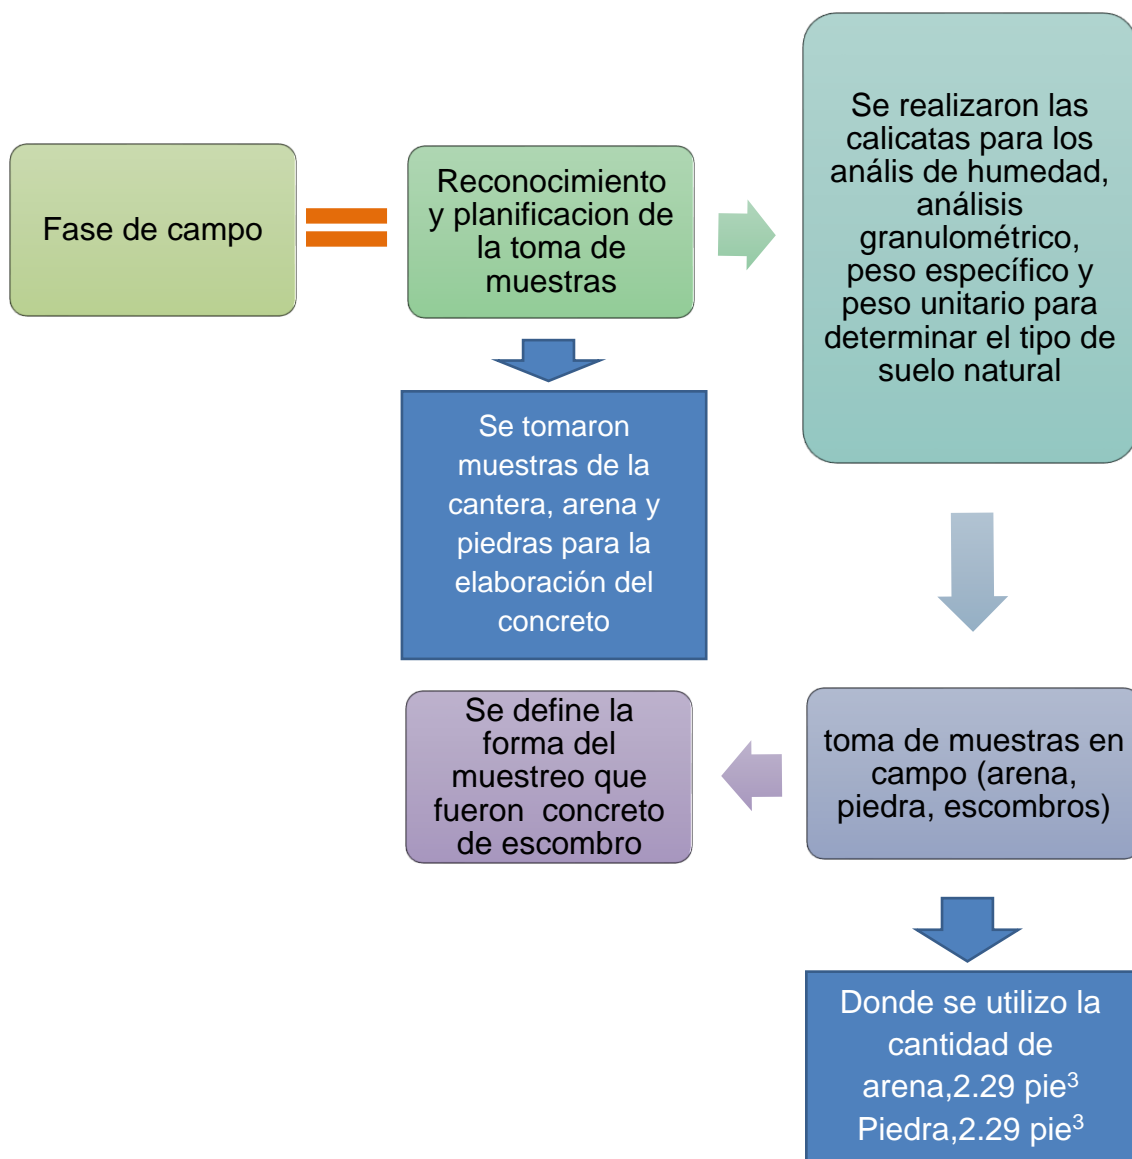 Fase de campo
Reconocimiento
y planificacion de
la toma de
muestras
Se realizaron las
calicatas para los
anális de humedad,
análisis
granulométrico,
peso específico y
peso unitario para
determinar el tipo de
suelo natural
Se tomaron
muestras de la
cantera, arena y
piedras para la
elaboración del
concreto
toma de muestras en
campo (arena,
piedra, escombros)
Se define la
forma del
muestreo que
fueron  concreto
de escombro
Donde se utilizo la
cantidad de
arena,2.29 pie³
Piedra,2.29 pie³